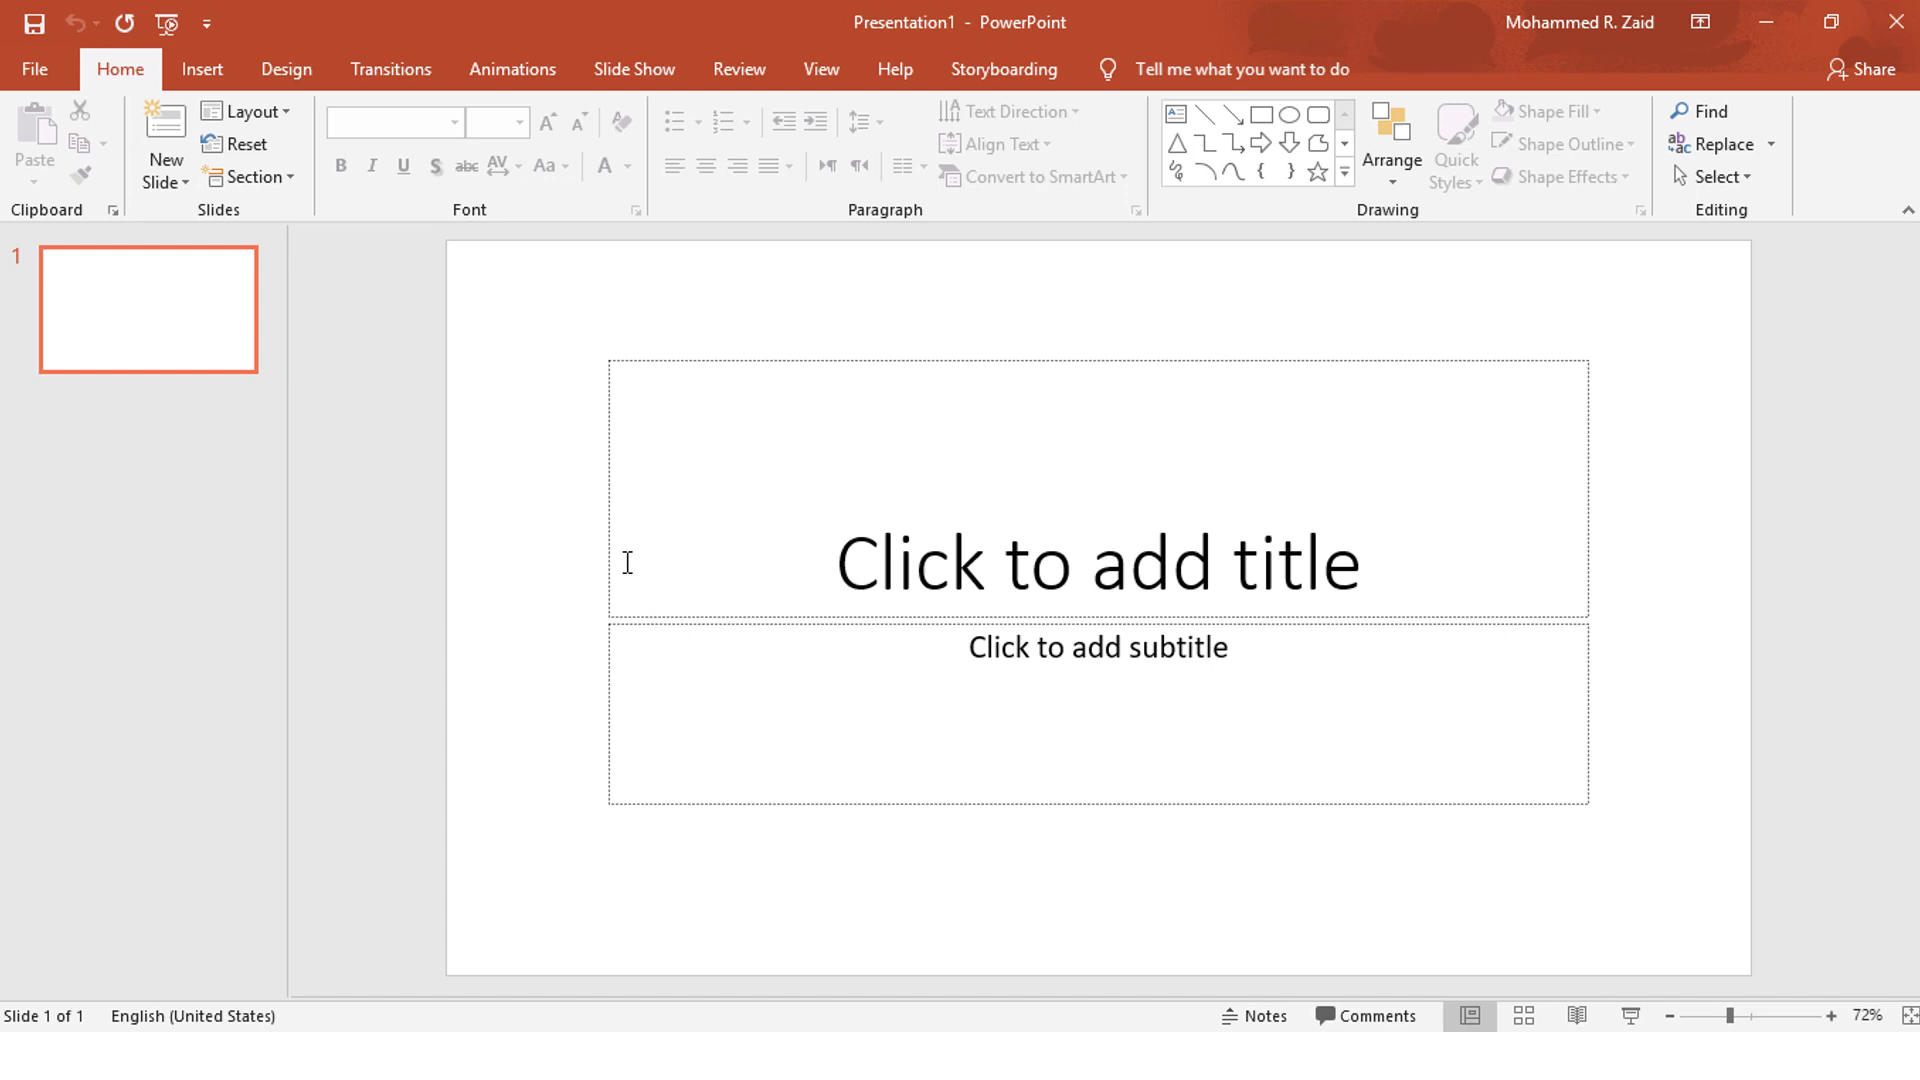 Presentation1 - PowerPoint
Mohammed R. Zaid
File Home Insert Design Transitions Animations Slide Show Review View Help Storyboarding Tell me what you want to do Share
Paste
Clipboard
New
Slide
Layout
Reset
Section
Slides
B I U S abc AV Aa A
Font
Text Direction
Align Text
Convert to SmartArt
Paragraph
Arrange
Quick
Styles
Shape Fill
Shape Outline
Shape Effects
Drawing
Find
Replace
Select
Editing
1
Click to add title
Click to add subtitle
Slide 1 of 1 English (United States) Notes Comments 72%